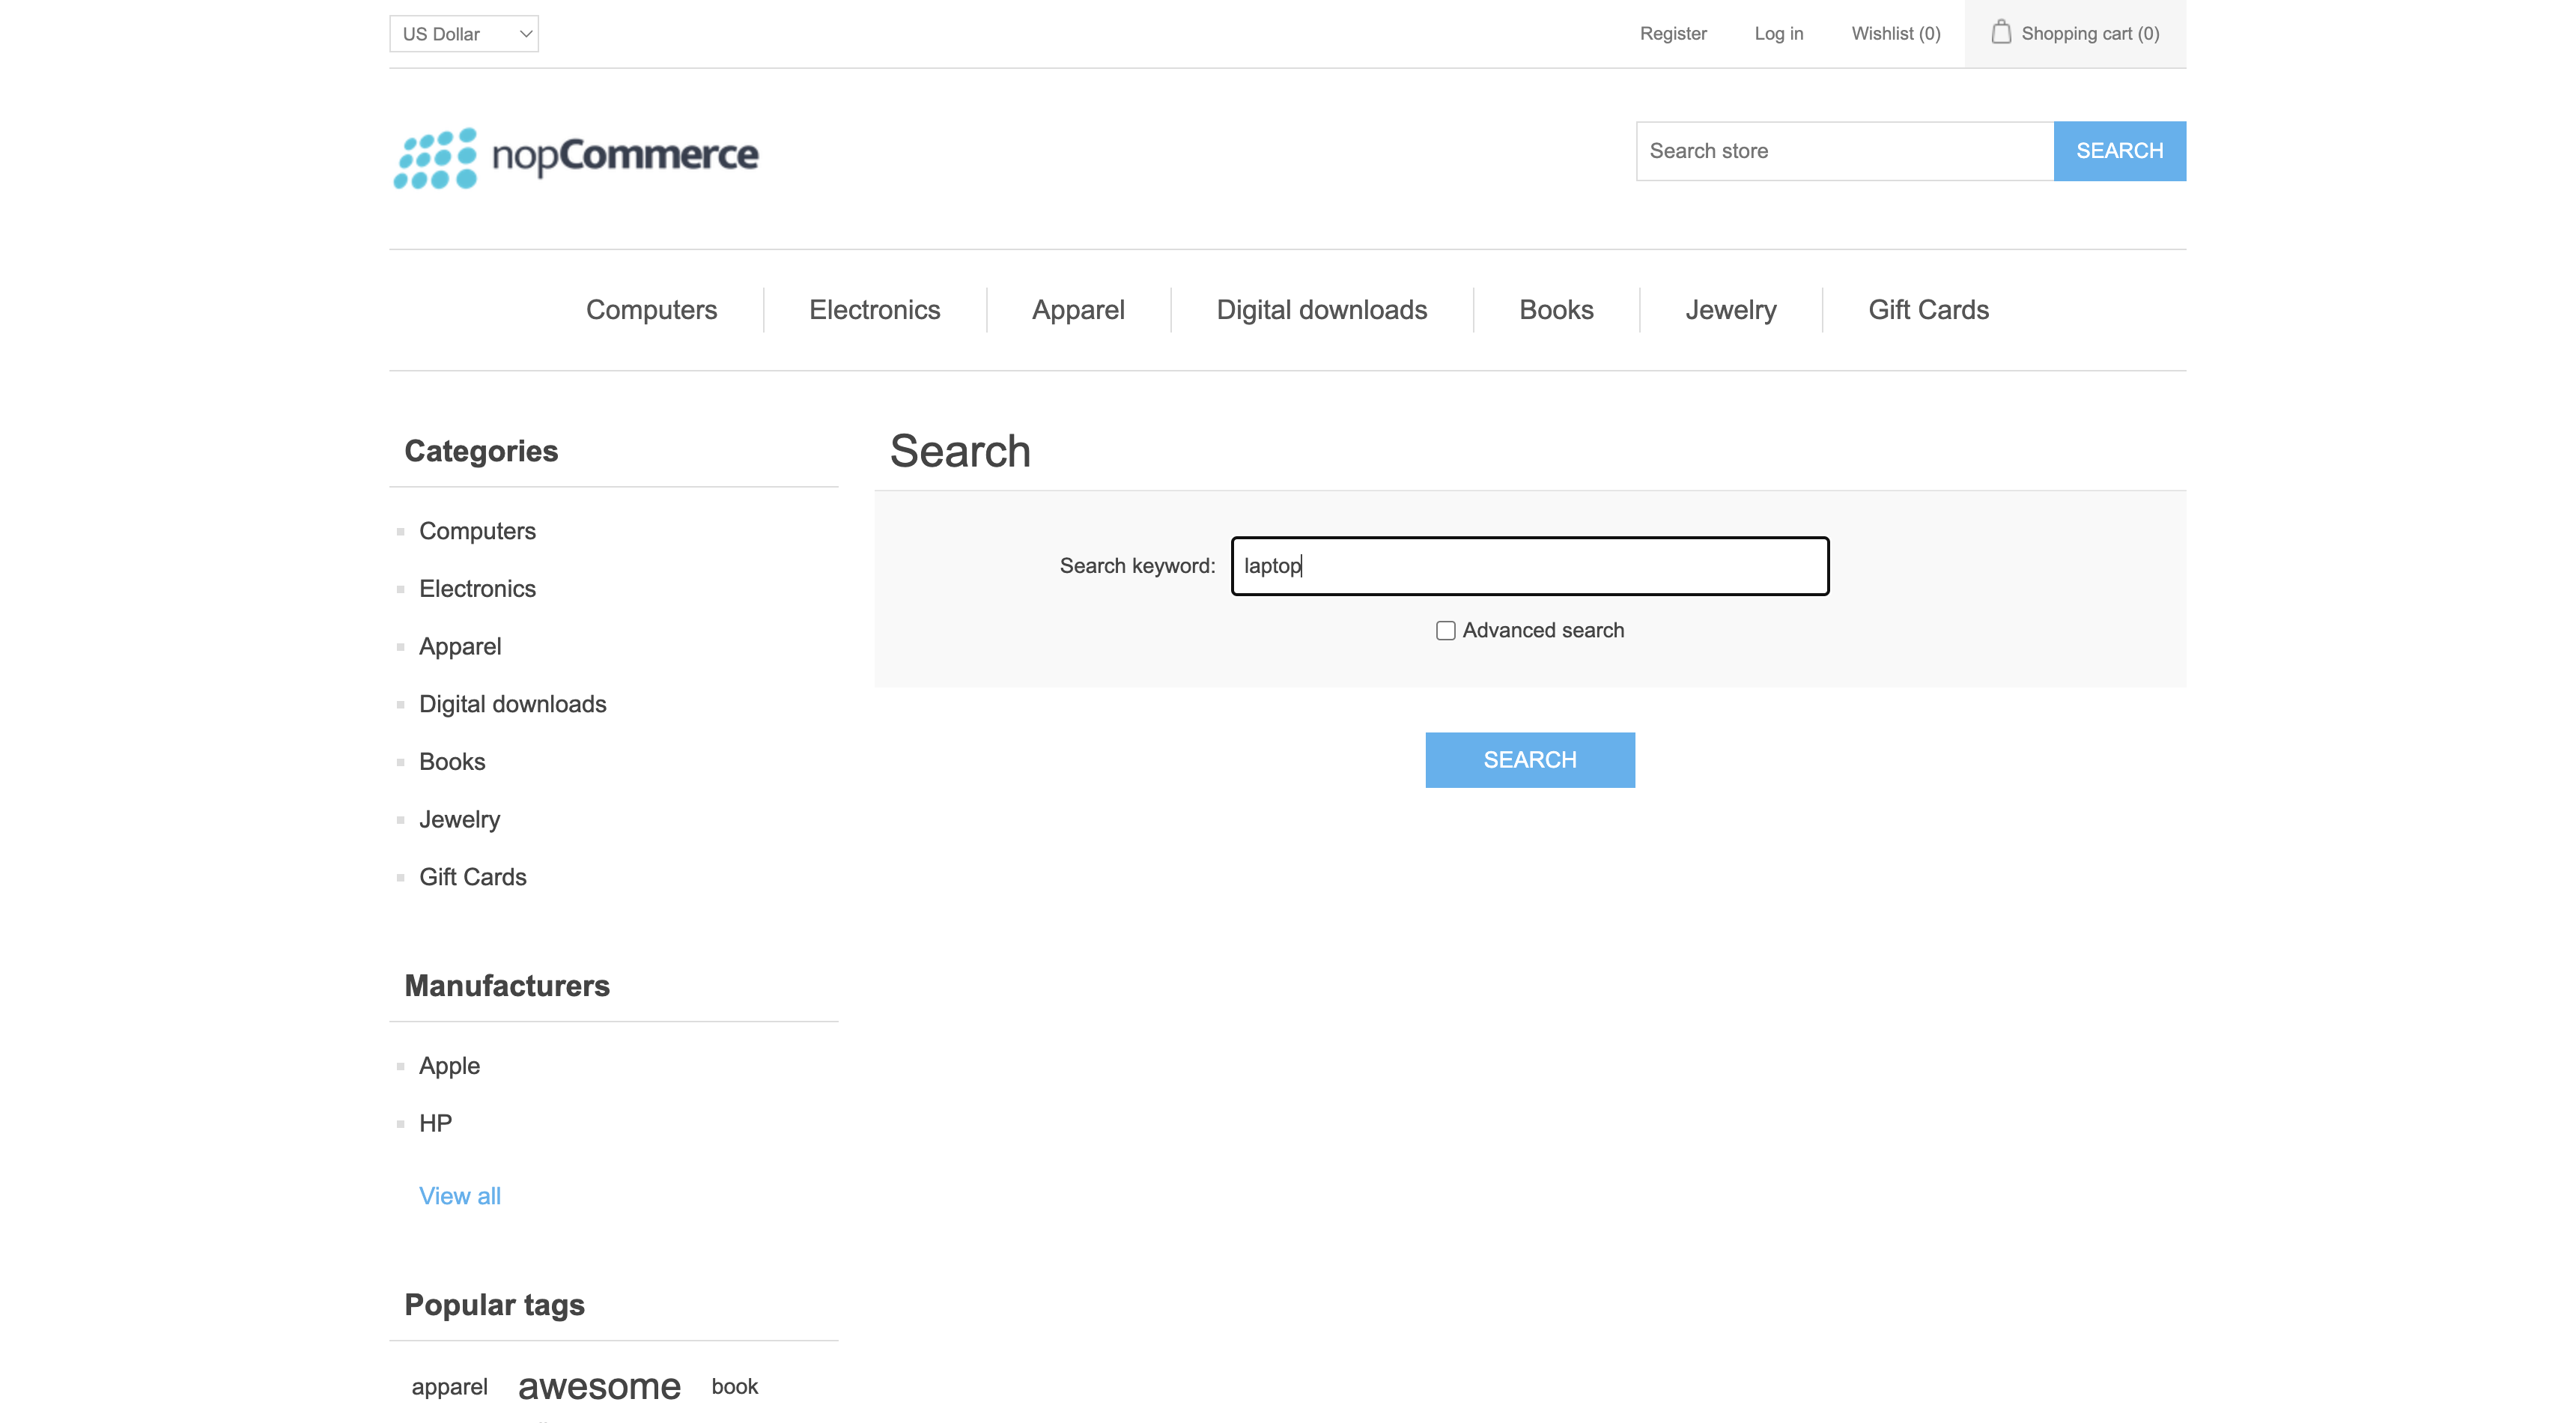 US Dollar
Register
Log in
Wishlist (0)
Shopping cart (0)
nopCommerce
Search store
SEARCH
Computers
Electronics
Apparel
Digital downloads
Books
Jewelry
Gift Cards
Categories
Computers
Electronics
Apparel
Digital downloads
Books
Jewelry
Gift Cards
Manufacturers
Apple
HP
View all
Popular tags
apparel awesome book
Search
Search keyword: laptop
Advanced search
SEARCH